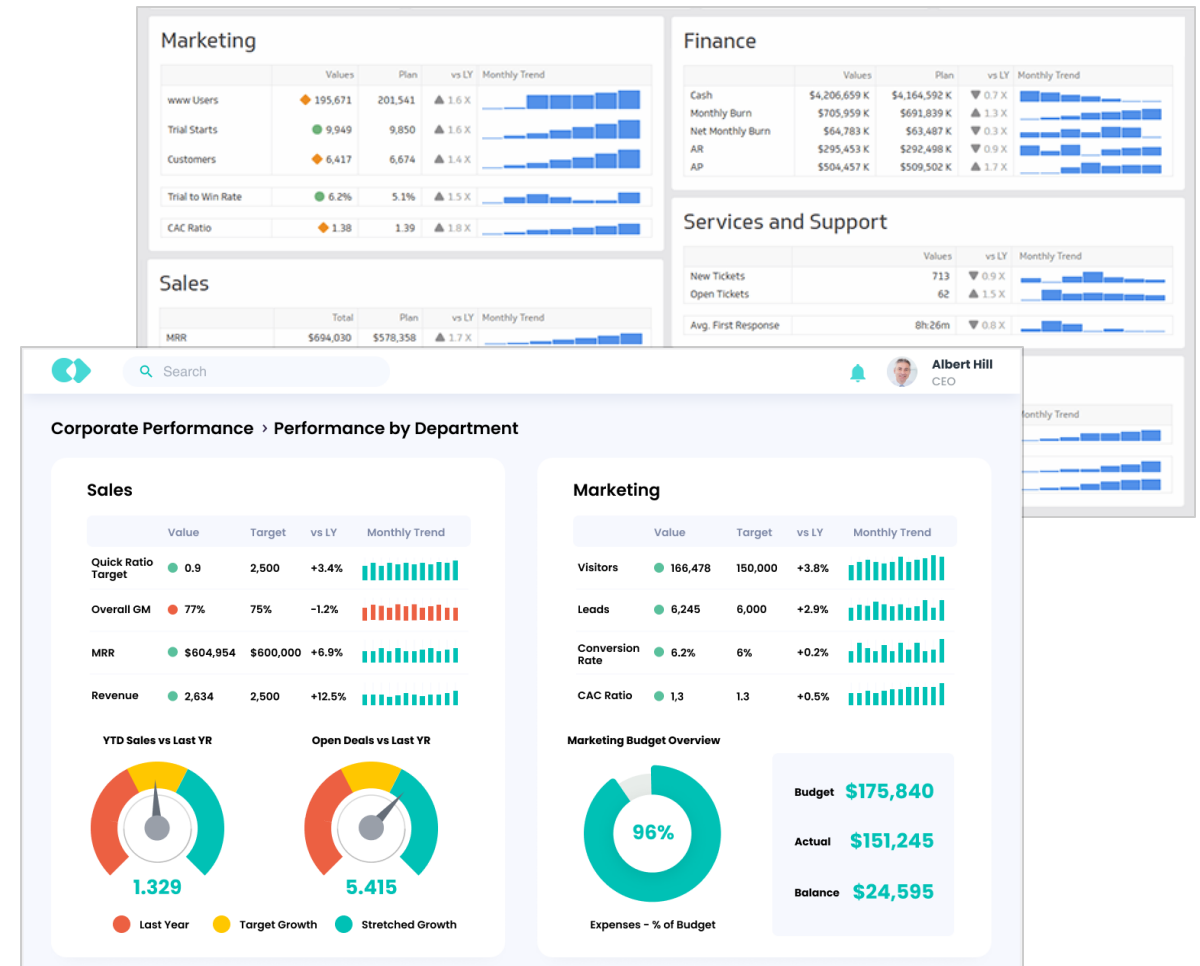 Marketing
Values Plan vs LY Monthly Trend
www Users 195,671 201,541 1.6 X
Trial Starts 9,949 9,850 1.6 X
Customers 6,417 6,674 1.4 X
Trial to Win Rate 6.2% 5.1% 1.5 X
CAC Ratio 1.38 1.39 1.8 X
Sales
Total Plan vs LY Monthly Trend
MRR $694,030 $578,358 1.7 X
Finance
Values Plan vs LY Monthly Trend
Cash $4,206,659 K $4,164,592 K 0.7 X
Monthly Burn $705,959 K $691,839 K 1.3 X
Net Monthly Burn $64,783 K $63,487 K 0.3 X
AR $295,453 K $292,498 K 0.9 X
AP $504,457 K $509,502 K 1.7 X
Services and Support
Values vs LY Monthly Trend
New Tickets 713 0.9 X
Open Tickets 62 1.5 X
Avg. First Response 8h:26m 0.8 X
Monthly Trend
Search
Albert Hill
CEO
Corporate Performance › Performance by Department
Sales
Value Target vs LY Monthly Trend
Quick Ratio
Target 0.9 2,500 +3.4%
Overall GM 77% 75% -1.2%
MRR $604,954 $600,000 +6.9%
Revenue 2,634 2,500 +12.5%
YTD Sales vs Last YR Open Deals vs Last YR
1.329 5.415
Last Year Target Growth Stretched Growth
Marketing
Value Target vs LY Monthly Trend
Visitors 166,478 150,000 +3.8%
Leads 6,245 6,000 +2.9%
Conversion
Rate 6.2% 6% +0.2%
CAC Ratio 1,3 1.3 +0.5%
Marketing Budget Overview
96%
Expenses - % of Budget
Budget $175,840
Actual $151,245
Balance $24,595